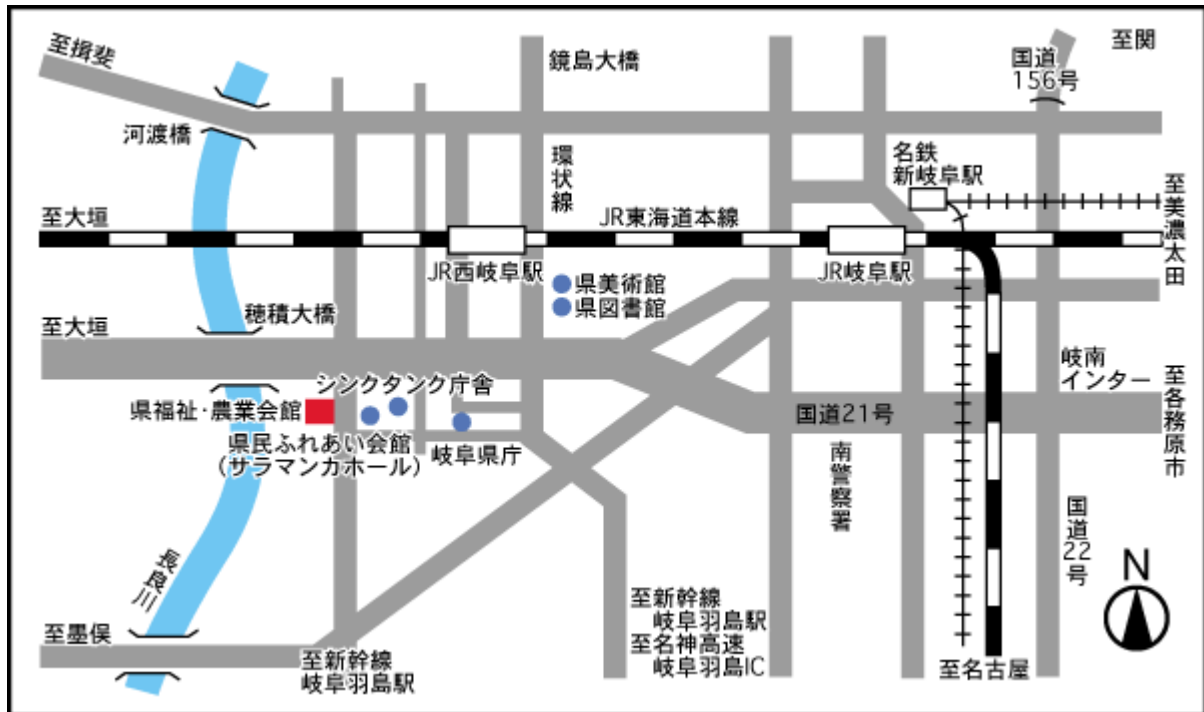 至揖斐
鏡島大橋
国道
156号
至関
河渡橋
環状線
名鉄
新岐阜駅
至美濃太田
至大垣
JR東海道本線
JR西岐阜駅
JR岐阜駅
県美術館
県図書館
穂積大橋
至大垣
岐南
インター
至各務原市
シンクタンク庁舎
県福祉・農業会館
国道21号
県民ふれあい会館
（サラマンカホール）
岐阜県庁
南警察署
国道22号
長良川
N
至新幹線
岐阜羽島駅
至名神高速
岐阜羽島IC
至墨俣
至新幹線
岐阜羽島駅
至名古屋